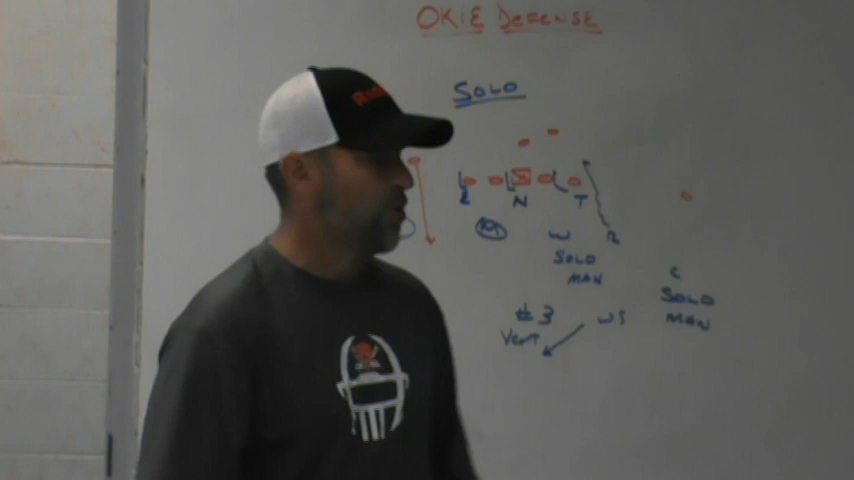 OKIE DEFENSE
SOLO
N T
M W R
SOLO
MAN
C
SOLO
MAN
#3 WS
VERT